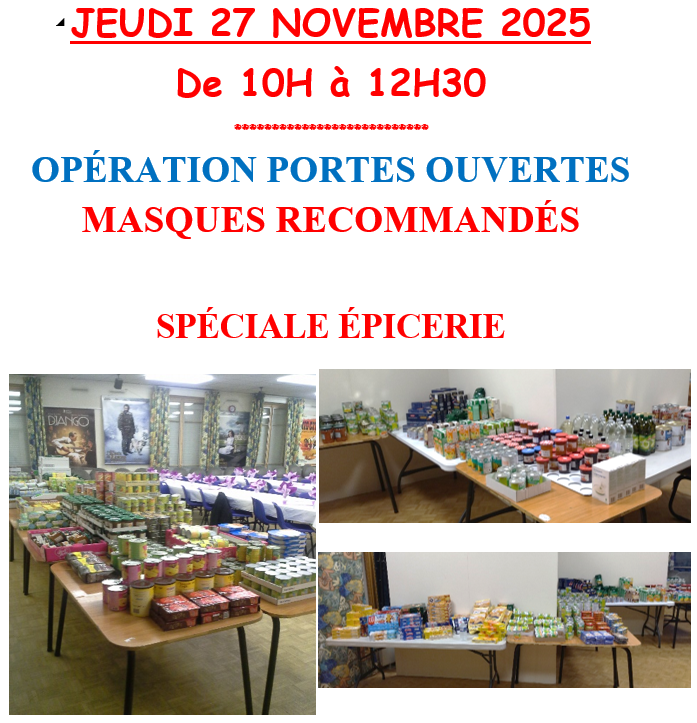 JEUDI 27 NOVEMBRE 2025
De 10H à 12H30
OPÉRATION PORTES OUVERTES
MASQUES RECOMMANDÉS
SPÉCIALE ÉPICERIE
DJANGO